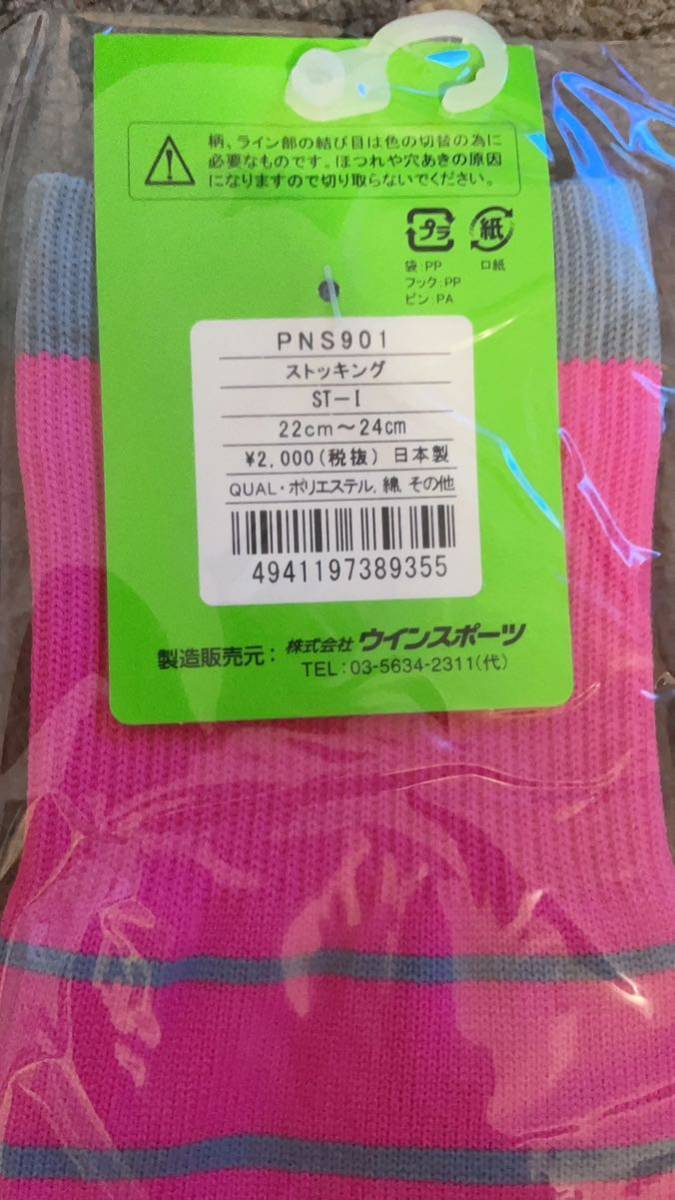 柄、ライン部の結び目は色の切替の為に
必要なものです。ほつれや穴あきの原因
になりますので切り取らないでください。
プラ 紙
袋:PP 口紙
フック:PP
ピン:PA
PNS901
ストッキング
ST-I
22cm～24cm
¥2,000(税抜) 日本製
QUAL・ポリエステル, 綿, その他
4941197389355
製造販売元: 株式会社 ウインスポーツ
TEL:03-5634-2311(代)